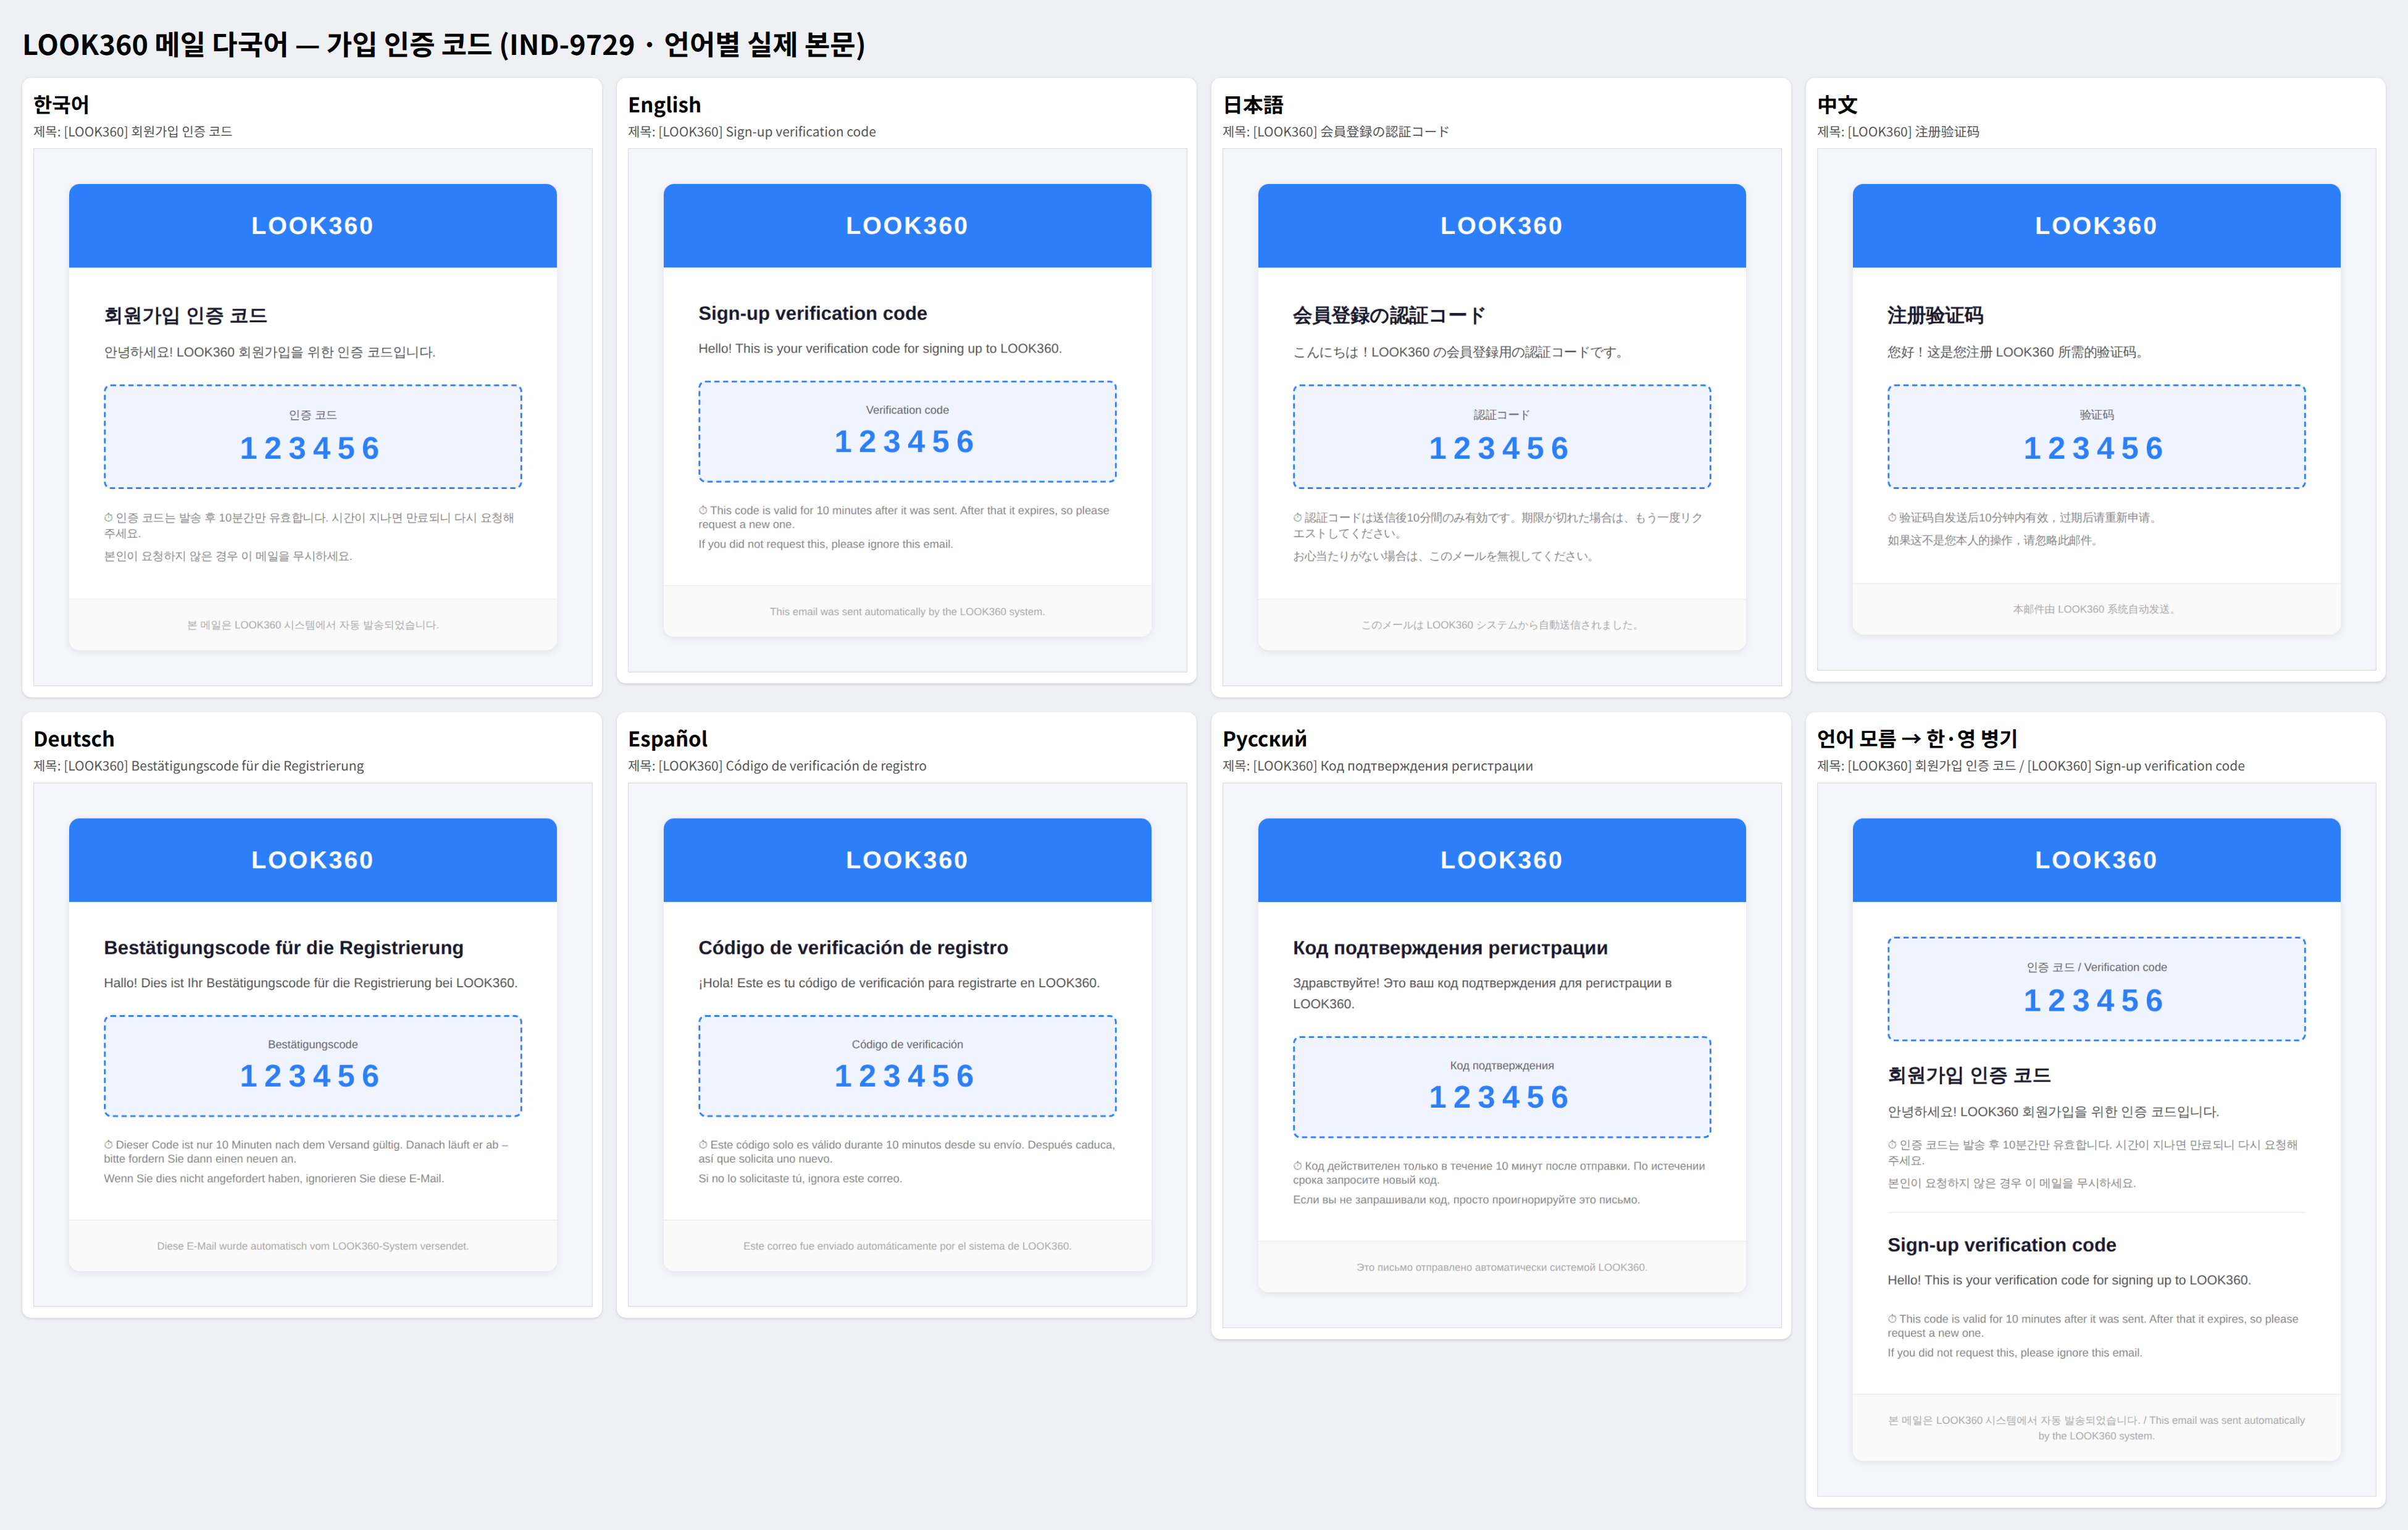 LOOK360 메일 다국어 — 가입 인증 코드 (IND-9729 · 언어별 실제 본문)
한국어
제목: [LOOK360] 회원가입 인증 코드
LOOK360
회원가입 인증 코드
안녕하세요! LOOK360 회원가입을 위한 인증 코드입니다.
인증 코드
123456
⏱ 인증 코드는 발송 후 10분간만 유효합니다. 시간이 지나면 만료되니 다시 요청해
주세요.
본인이 요청하지 않은 경우 이 메일을 무시하세요.
본 메일은 LOOK360 시스템에서 자동 발송되었습니다.
English
제목: [LOOK360] Sign-up verification code
LOOK360
Sign-up verification code
Hello! This is your verification code for signing up to LOOK360.
Verification code
123456
⏱ This code is valid for 10 minutes after it was sent. After that it expires, so please
request a new one.
If you did not request this, please ignore this email.
This email was sent automatically by the LOOK360 system.
日本語
제목: [LOOK360] 会員登録の認証コード
LOOK360
会員登録の認証コード
こんにちは！LOOK360 の会員登録用の認証コードです。
認証コード
123456
⏱ 認証コードは送信後10分間のみ有効です。期限が切れた場合は、もう一度リク
エストしてください。
お心当たりがない場合は、このメールを無視してください。
このメールは LOOK360 システムから自動送信されました。
中文
제목: [LOOK360] 注册验证码
LOOK360
注册验证码
您好！这是您注册 LOOK360 所需的验证码。
验证码
123456
⏱ 验证码自发送后10分钟内有效，过期后请重新申请。
如果这不是您本人的操作，请忽略此邮件。
本邮件由 LOOK360 系统自动发送。
Deutsch
제목: [LOOK360] Bestätigungscode für die Registrierung
LOOK360
Bestätigungscode für die Registrierung
Hallo! Dies ist Ihr Bestätigungscode für die Registrierung bei LOOK360.
Bestätigungscode
123456
⏱ Dieser Code ist nur 10 Minuten nach dem Versand gültig. Danach läuft er ab –
bitte fordern Sie dann einen neuen an.
Wenn Sie dies nicht angefordert haben, ignorieren Sie diese E-Mail.
Diese E-Mail wurde automatisch vom LOOK360-System versendet.
Español
제목: [LOOK360] Código de verificación de registro
LOOK360
Código de verificación de registro
¡Hola! Este es tu código de verificación para registrarte en LOOK360.
Código de verificación
123456
⏱ Este código solo es válido durante 10 minutos desde su envío. Después caduca,
así que solicita uno nuevo.
Si no lo solicitaste tú, ignora este correo.
Este correo fue enviado automáticamente por el sistema de LOOK360.
Русский
제목: [LOOK360] Код подтверждения регистрации
LOOK360
Код подтверждения регистрации
Здравствуйте! Это ваш код подтверждения для регистрации в
LOOK360.
Код подтверждения
123456
⏱ Код действителен только в течение 10 минут после отправки. По истечении
срока запросите новый код.
Если вы не запрашивали код, просто проигнорируйте это письмо.
Это письмо отправлено автоматически системой LOOK360.
언어 모름 → 한·영 병기
제목: [LOOK360] 회원가입 인증 코드 / [LOOK360] Sign-up verification code
LOOK360
인증 코드 / Verification code
123456
회원가입 인증 코드
안녕하세요! LOOK360 회원가입을 위한 인증 코드입니다.
⏱ 인증 코드는 발송 후 10분간만 유효합니다. 시간이 지나면 만료되니 다시 요청해
주세요.
본인이 요청하지 않은 경우 이 메일을 무시하세요.
Sign-up verification code
Hello! This is your verification code for signing up to LOOK360.
⏱ This code is valid for 10 minutes after it was sent. After that it expires, so please
request a new one.
If you did not request this, please ignore this email.
본 메일은 LOOK360 시스템에서 자동 발송되었습니다. / This email was sent automatically
by the LOOK360 system.